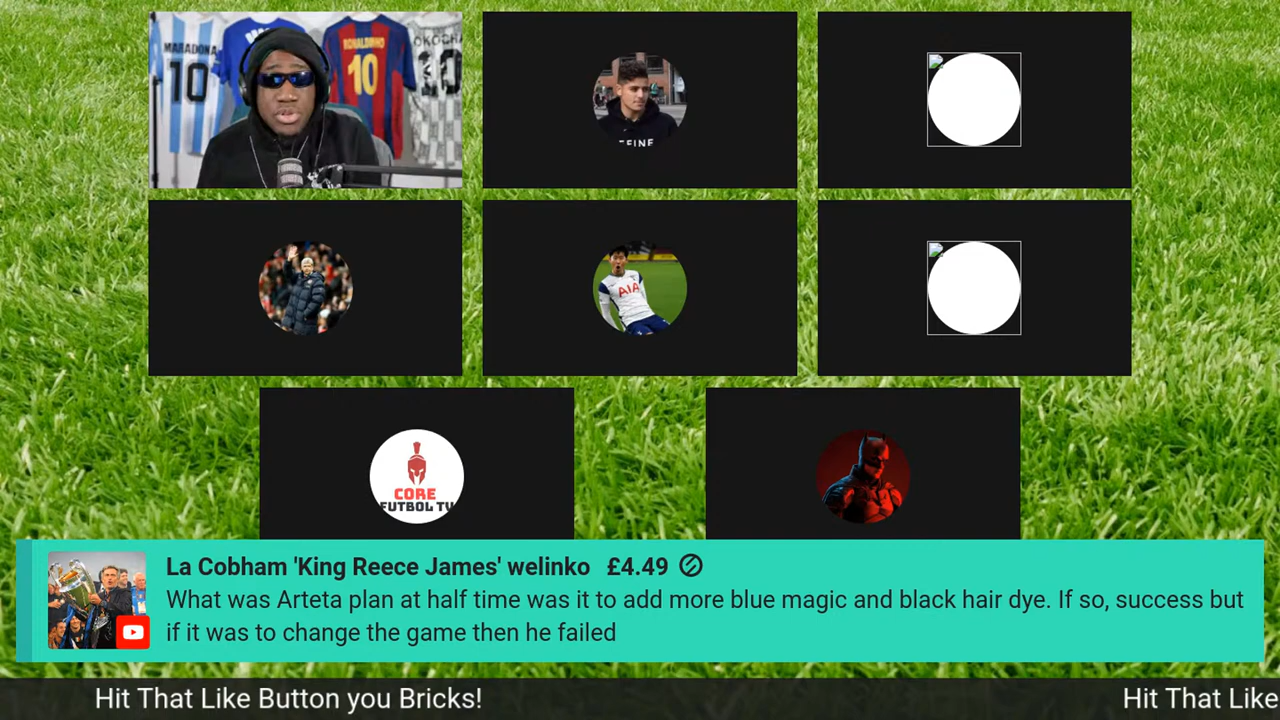 MARADONA
10
RONALDINHO
10
OKOCHA
10
EFINE
AIA
CORE
FUTBOL TV
La Cobham 'King Reece James' welinko £4.49
What was Arteta plan at half time was it to add more blue magic and black hair dye. If so, success but
if it was to change the game then he failed
Hit That Like Button you Bricks!
Hit That Like